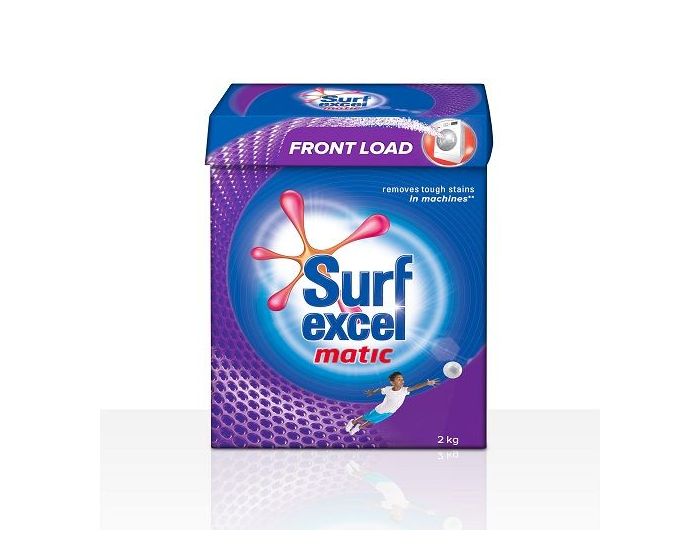 Surf
excel
matic
FRONT LOAD
removes tough stains
in machines**
Surf
excel
matic
2 kg